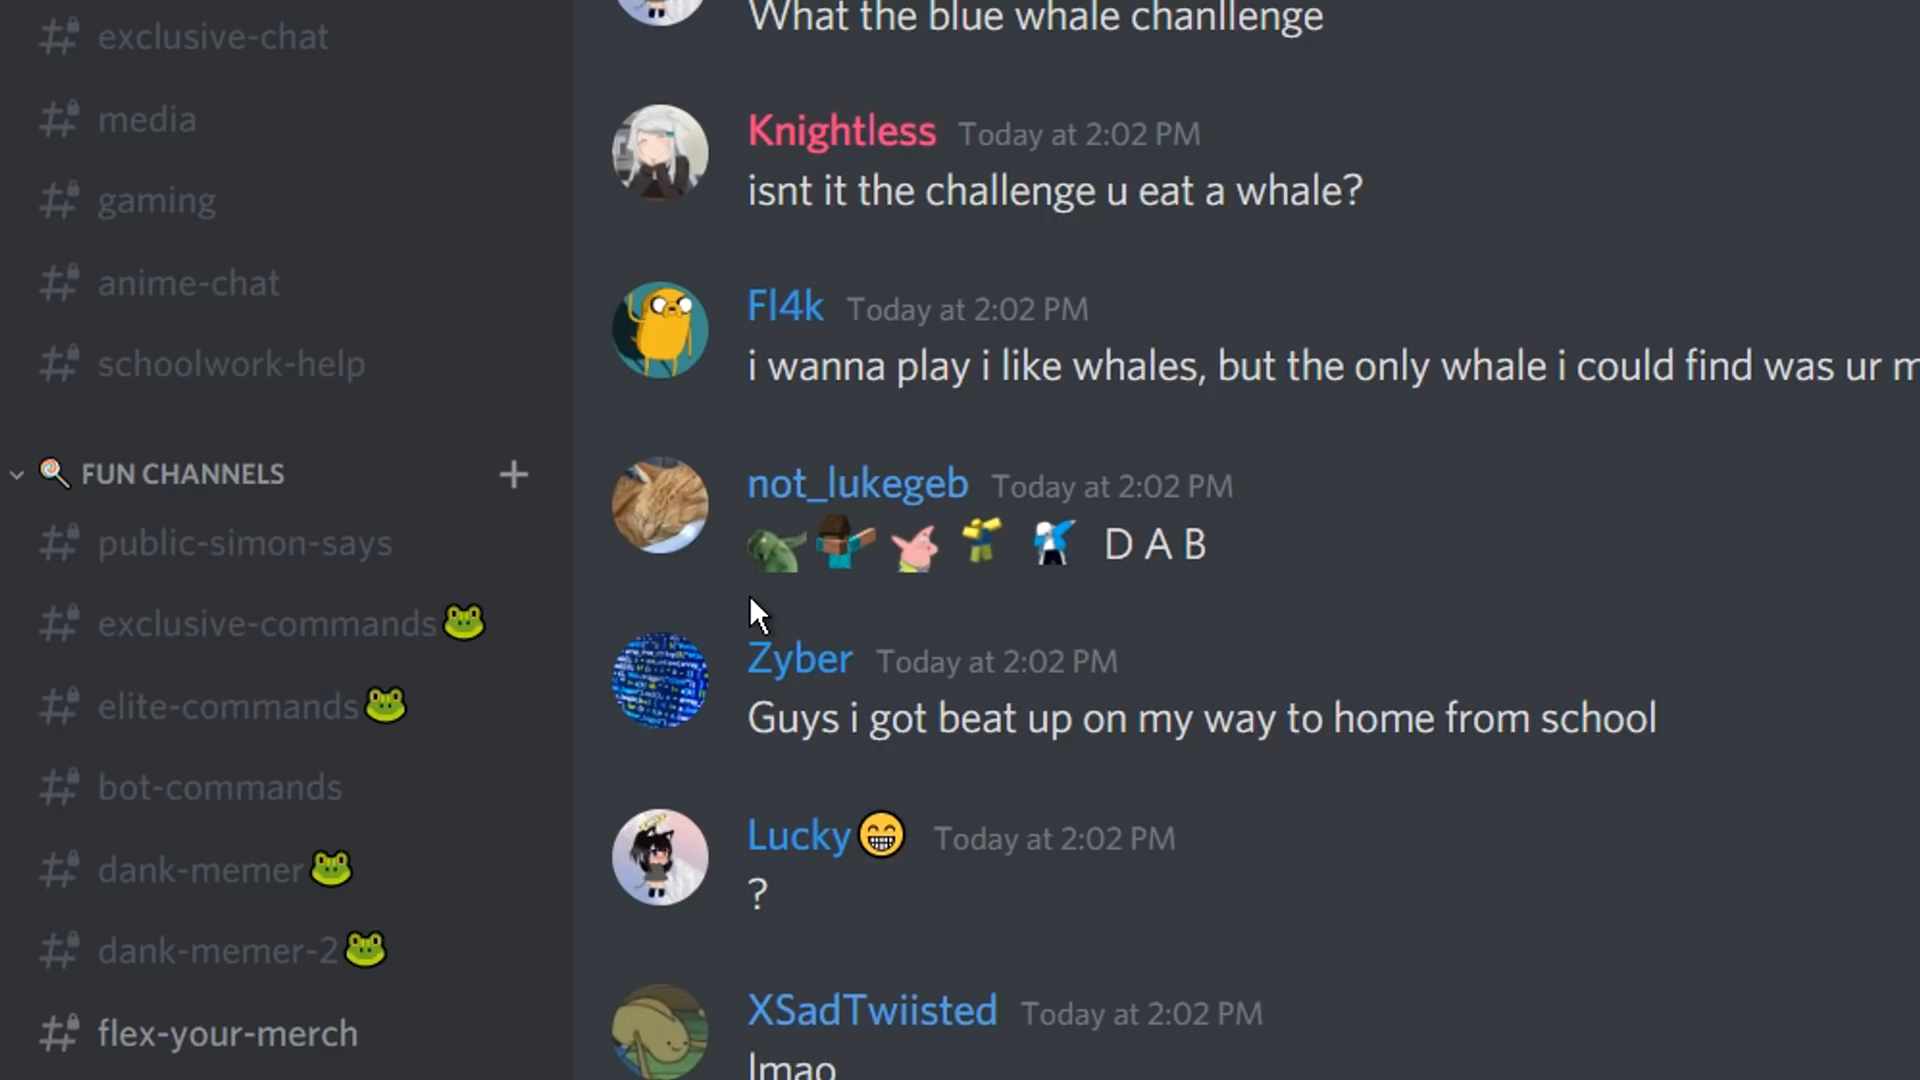 exclusive-chat
media
gaming
anime-chat
schoolwork-help
FUN CHANNELS
public-simon-says
exclusive-commands
elite-commands
bot-commands
dank-memer
dank-memer-2
flex-your-merch
What the blue whale chanllenge
Knightless Today at 2:02 PM
isnt it the challenge u eat a whale?
Fl4k Today at 2:02 PM
i wanna play i like whales, but the only whale i could find was ur
not_lukegeb Today at 2:02 PM
D A B
Zyber Today at 2:02 PM
Guys i got beat up on my way to home from school
Lucky😁 Today at 2:02 PM
?
XSadTwiisted Today at 2:02 PM
lmao